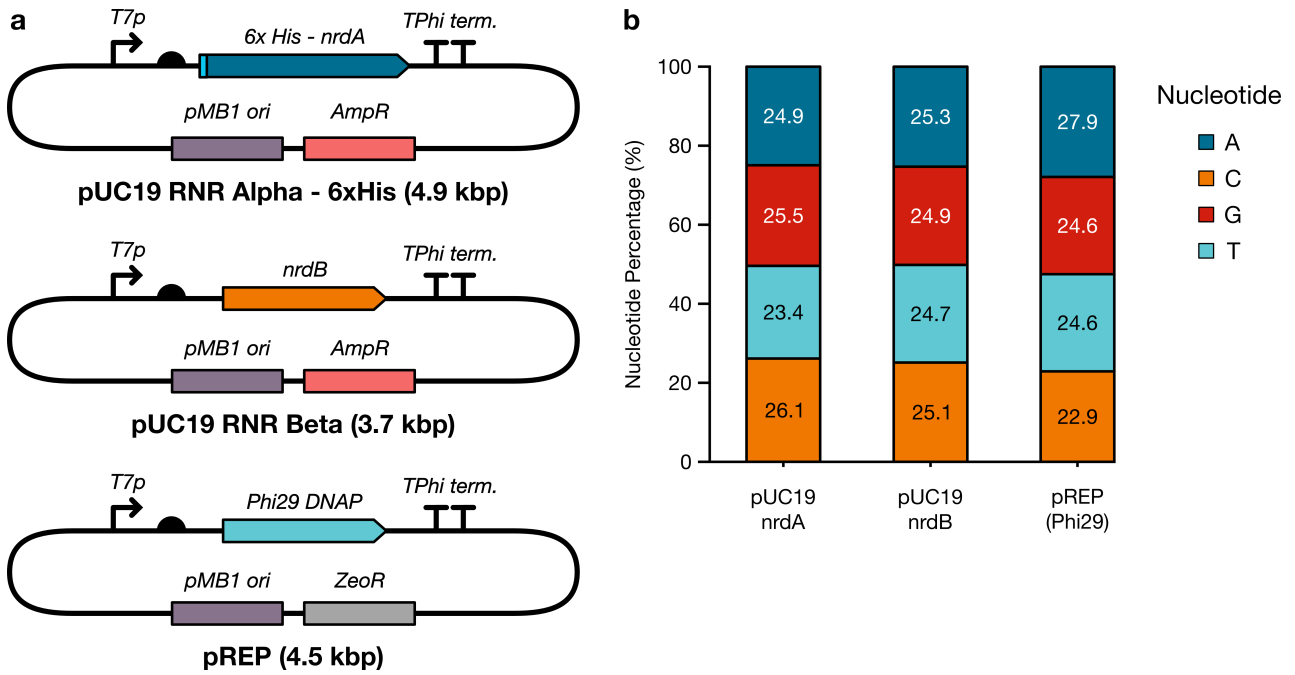 a
T7p
6x His - nrdA
TPhi term.
pMB1 ori
AmpR
pUC19 RNR Alpha - 6xHis (4.9 kbp)
T7p
nrdB
TPhi term.
pMB1 ori
AmpR
pUC19 RNR Beta (3.7 kbp)
T7p
Phi29 DNAP
TPhi term.
pMB1 ori
ZeoR
pREP (4.5 kbp)
b
Nucleotide Percentage (%)
100
80
60
40
20
0
24.9
25.5
23.4
26.1
25.3
24.9
24.7
25.1
27.9
24.6
24.6
22.9
pUC19
nrdA
pUC19
nrdB
pREP
(Phi29)
Nucleotide
A
C
G
T